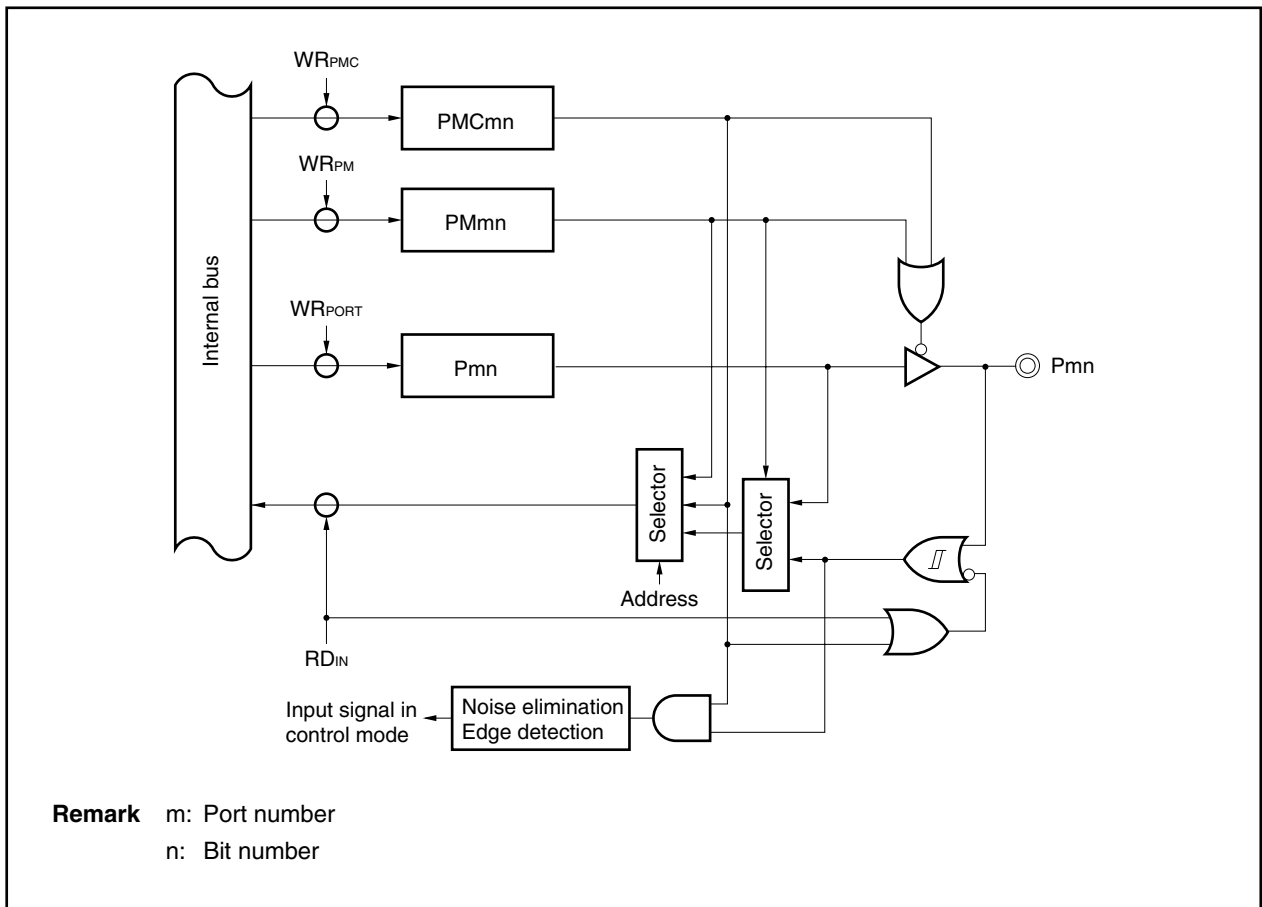 WRPMC
PMCmn
WRPM
PMmn
Internal bus
WRPORT
Pmn
Pmn
Selector
Selector
Address
RDIN
Input signal in
control mode
Noise elimination
Edge detection
Remark m: Port number
n: Bit number